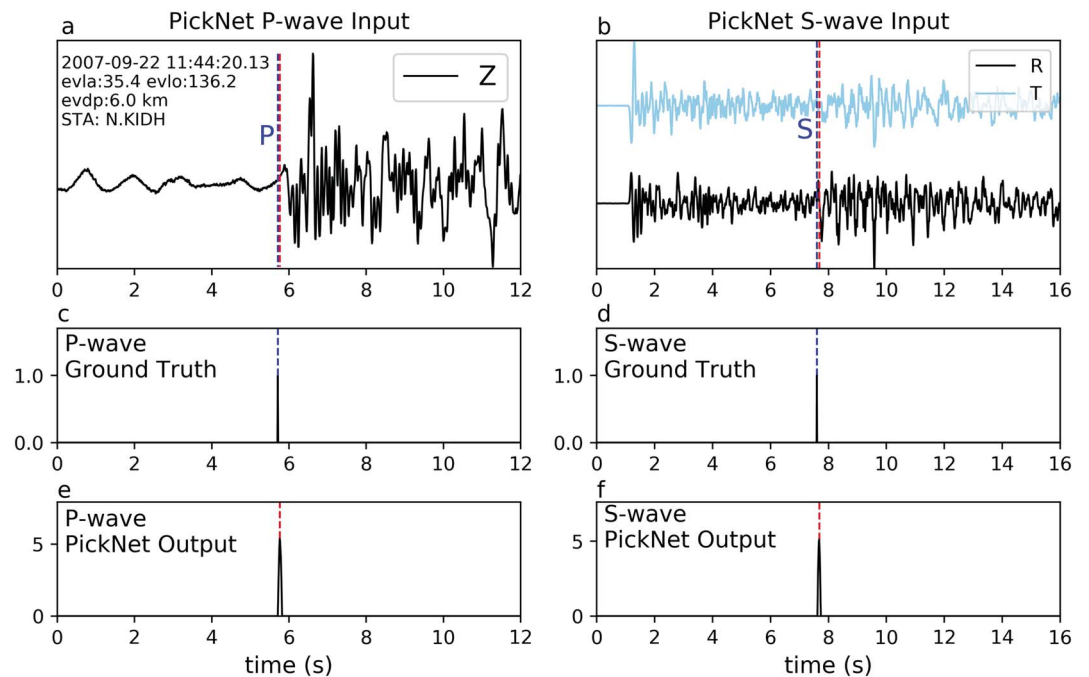 PickNet P-wave Input
a
2007-09-22 11:44:20.13
evla:35.4 evlo:136.2
evdp:6.0 km
STA: N.KIDH
Z
P
0 2 4 6 8 10 12
PickNet S-wave Input
b
R
T
S
0 2 4 6 8 10 12 14 16
c
P-wave
Ground Truth
1.0
0.0
0 2 4 6 8 10 12
d
S-wave
Ground Truth
1.0
0.0
0 2 4 6 8 10 12 14 16
e
P-wave
PickNet Output
5
0
0 2 4 6 8 10 12
time (s)
f
S-wave
PickNet Output
5
0
0 2 4 6 8 10 12 14 16
time (s)